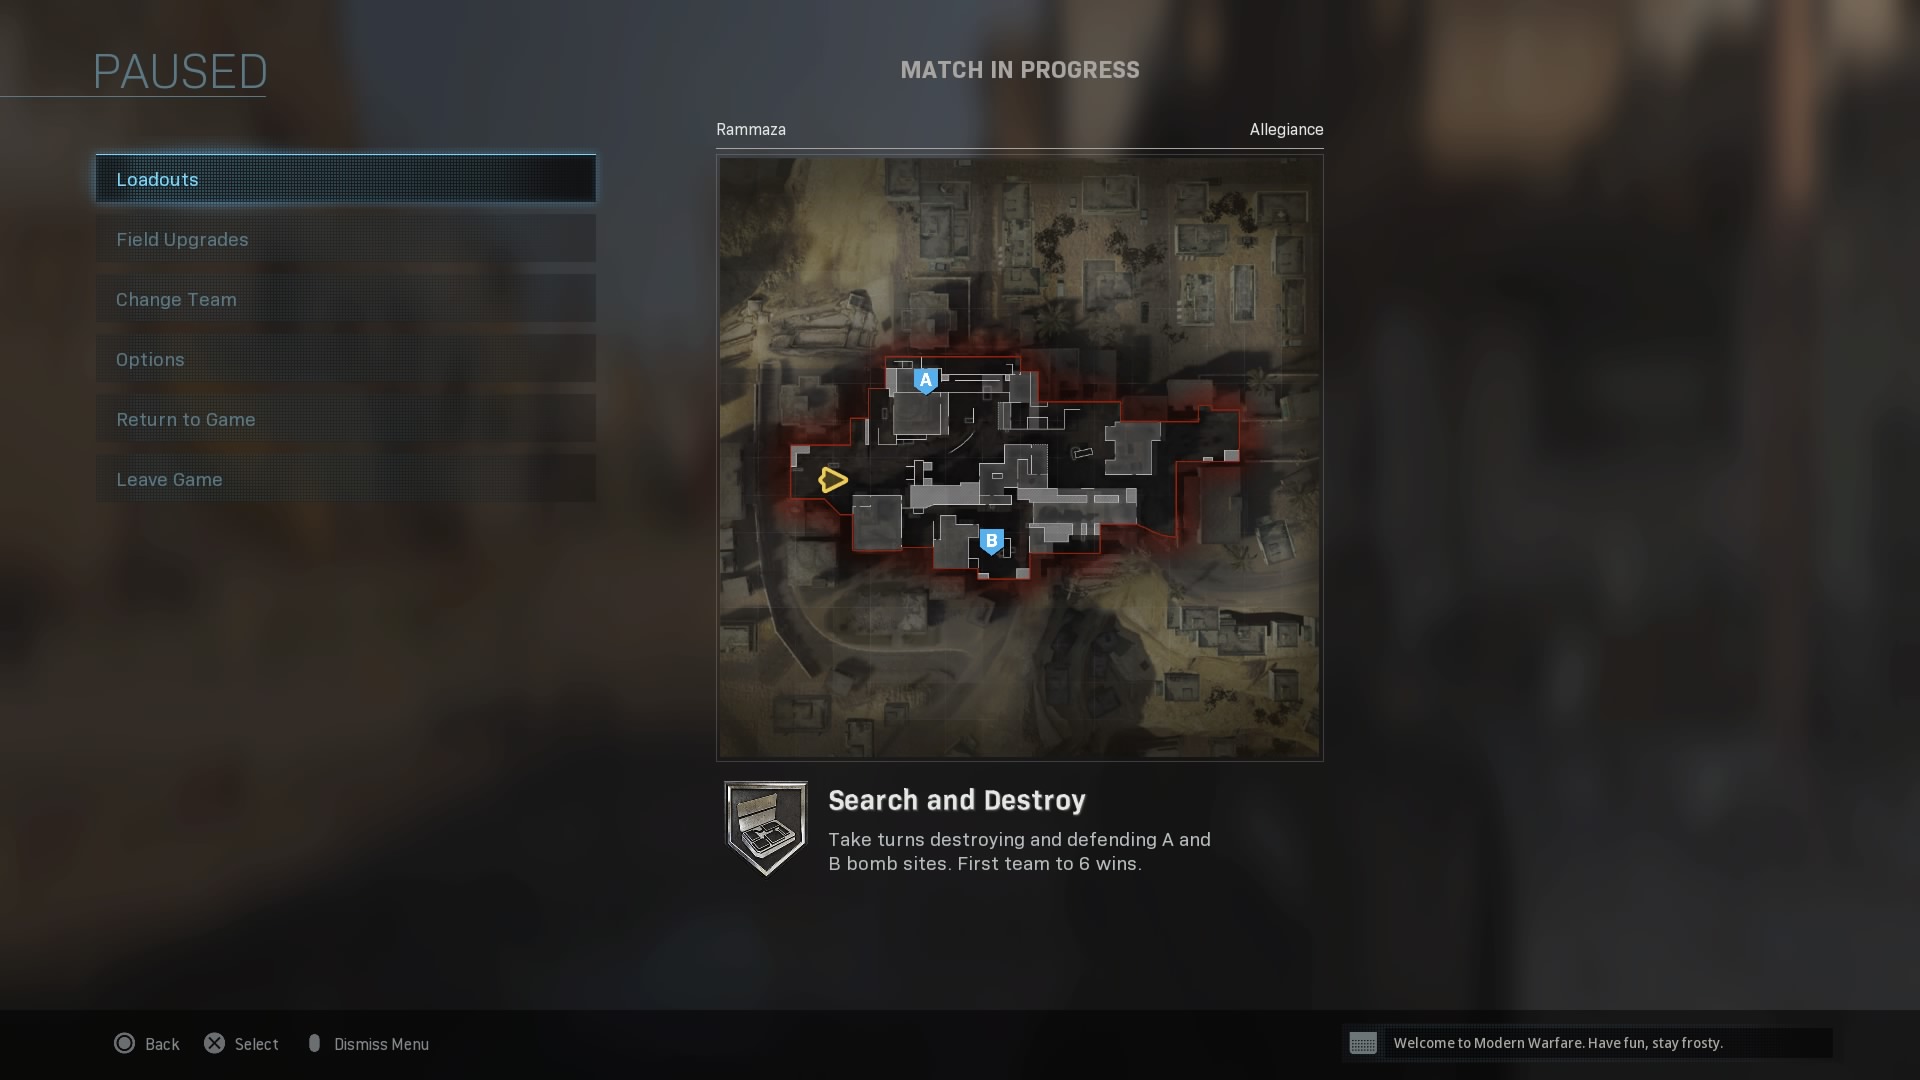 PAUSED
MATCH IN PROGRESS
Rammaza
Allegiance
Loadouts
Field Upgrades
Change Team
Options
Return to Game
Leave Game
A
B
Search and Destroy
Take turns destroying and defending A and
B bomb sites. First team to 6 wins.
Back
Select
Dismiss Menu
Welcome to Modern Warfare. Have fun, stay frosty.